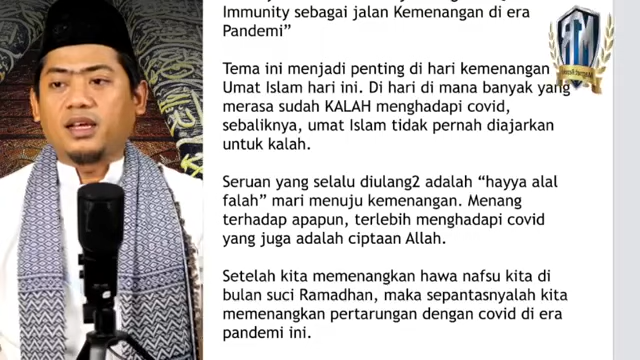 Immunity sebagai jalan Kemenangan di era
Pandemi”
Tema ini menjadi penting di hari kemenangan
Umat Islam hari ini. Di hari di mana banyak yang
merasa sudah KALAH menghadapi covid,
sebaliknya, umat Islam tidak pernah diajarkan
untuk kalah.
Seruan yang selalu diulang2 adalah “hayya alal
falah” mari menuju kemenangan. Menang
terhadap apapun, terlebih menghadapi covid
yang juga adalah ciptaan Allah.
Setelah kita memenangkan hawa nafsu kita di
bulan suci Ramadhan, maka sepantasnyalah kita
memenangkan pertarungan dengan covid di era
pandemi ini.